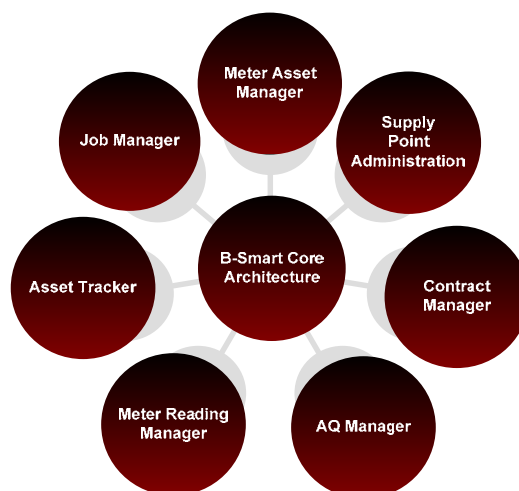 Meter Asset
Manager
Supply
Point
Administration
Job Manager
B-Smart Core
Architecture
Asset Tracker
Contract
Manager
Meter Reading
Manager
AQ Manager